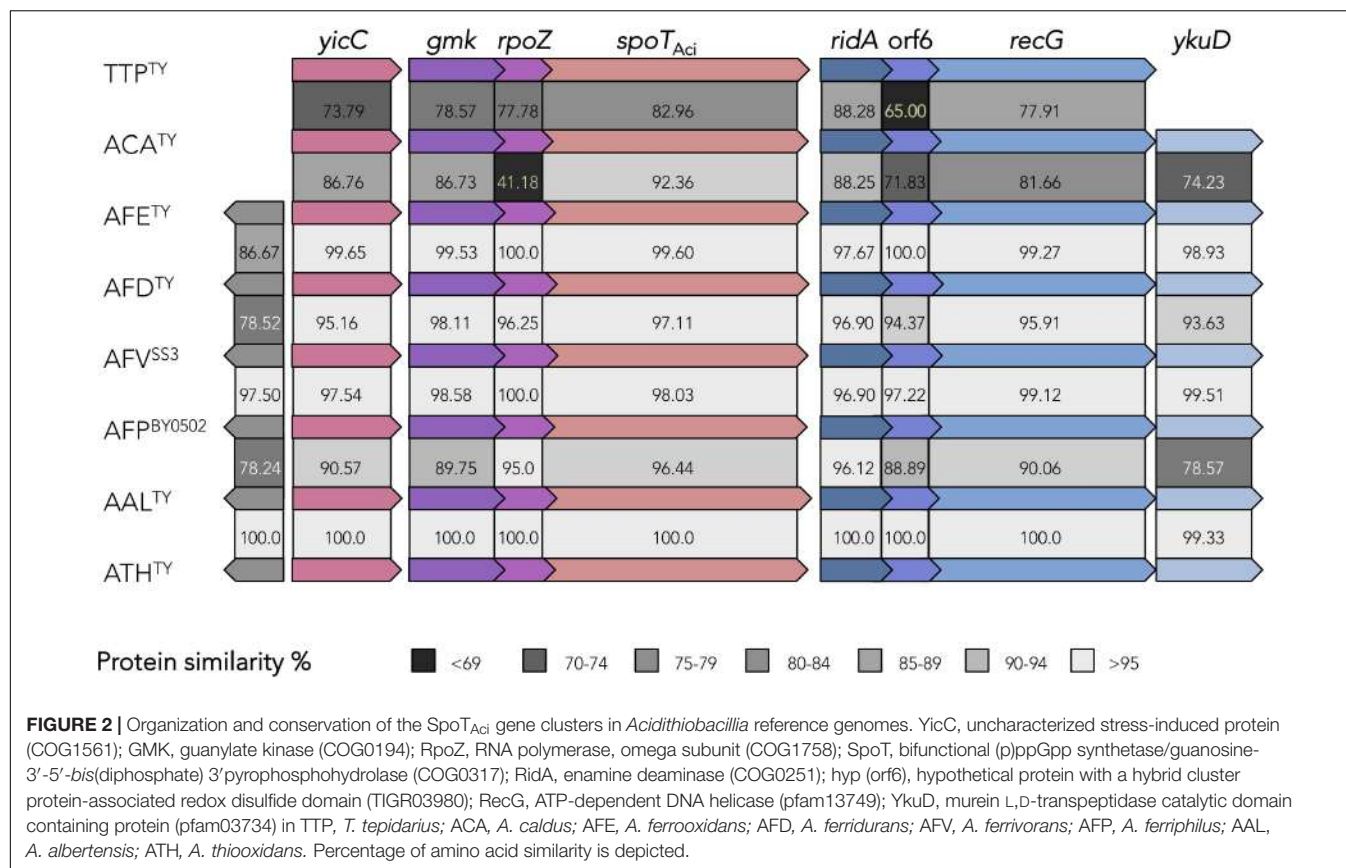 yicC gmk rpoZ spoTAci ridA orf6 recG ykuD
TTPTY
73.79 78.57 77.78 82.96 88.28 65.00 77.91
ACATY
86.76 86.73 41.18 92.36 88.25 71.83 81.66 74.23
AFETY
86.67 99.65 99.53 100.0 99.60 97.67 100.0 99.27 98.93
AFDTY
78.52 95.16 98.11 96.25 97.11 96.90 94.37 95.91 93.63
AFVSS3
97.50 97.54 98.58 100.0 98.03 96.90 97.22 99.12 99.51
AFPBY0502
78.24 90.57 89.75 95.0 96.44 96.12 88.89 90.06 78.57
AALTY
100.0 100.0 100.0 100.0 100.0 100.0 100.0 100.0 99.33
ATHTY
Protein similarity % <69 70-74 75-79 80-84 85-89 90-94 >95
FIGURE 2 | Organization and conservation of the SpoTAci gene clusters in Acidithiobacillia reference genomes. YicC, uncharacterized stress-induced protein
(COG1561); GMK, guanylate kinase (COG0194); RpoZ, RNA polymerase, omega subunit (COG1758); SpoT, bifunctional (p)ppGpp synthetase/guanosine-
3′-5′-bis(diphosphate) 3′pyrophosphohydrolase (COG0317); RidA, enamine deaminase (COG0251); hyp (orf6), hypothetical protein with a hybrid cluster
protein-associated redox disulfide domain (TIGR03980); RecG, ATP-dependent DNA helicase (pfam13749); YkuD, murein L,D-transpeptidase catalytic domain
containing protein (pfam03734) in TTP, T. tepidarius; ACA, A. caldus; AFE, A. ferrooxidans; AFD, A. ferridurans; AFV, A. ferrivorans; AFP, A. ferriphilus; AAL,
A. albertensis; ATH, A. thiooxidans. Percentage of amino acid similarity is depicted.